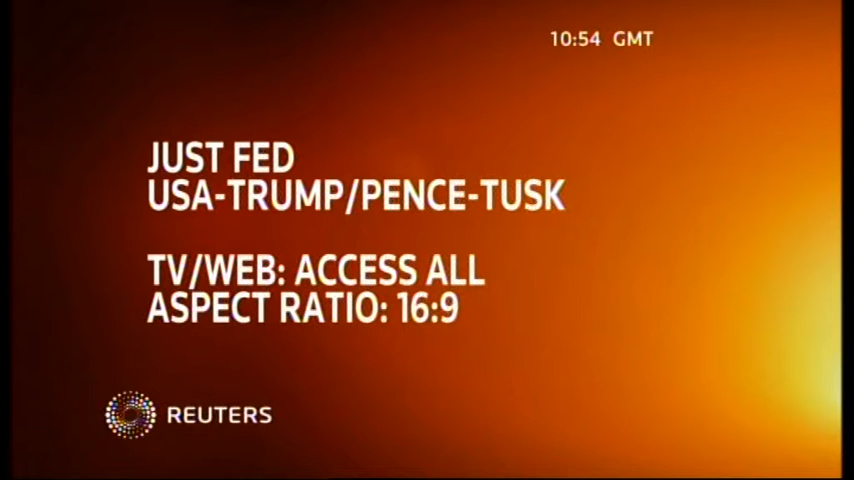 10:54 GMT
JUST FED
USA-TRUMP/PENCE-TUSK
TV/WEB: ACCESS ALL
ASPECT RATIO: 16:9
REUTERS